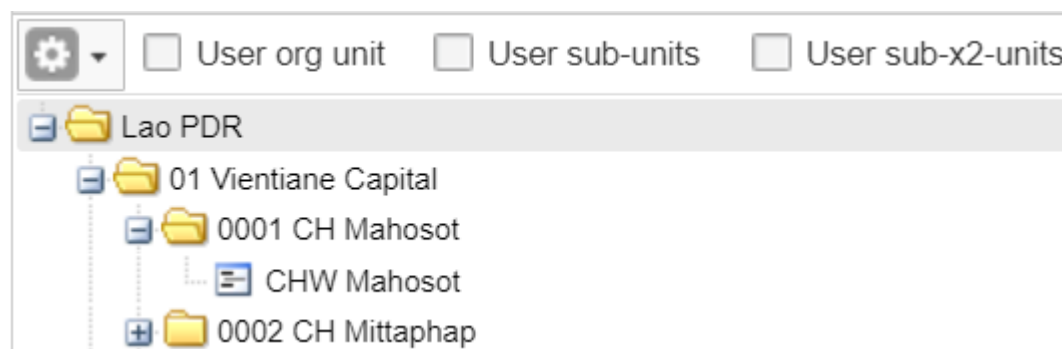 User org unit User sub-units User sub-x2-units
Lao PDR
01 Vientiane Capital
0001 CH Mahosot
CHW Mahosot
0002 CH Mittaphap